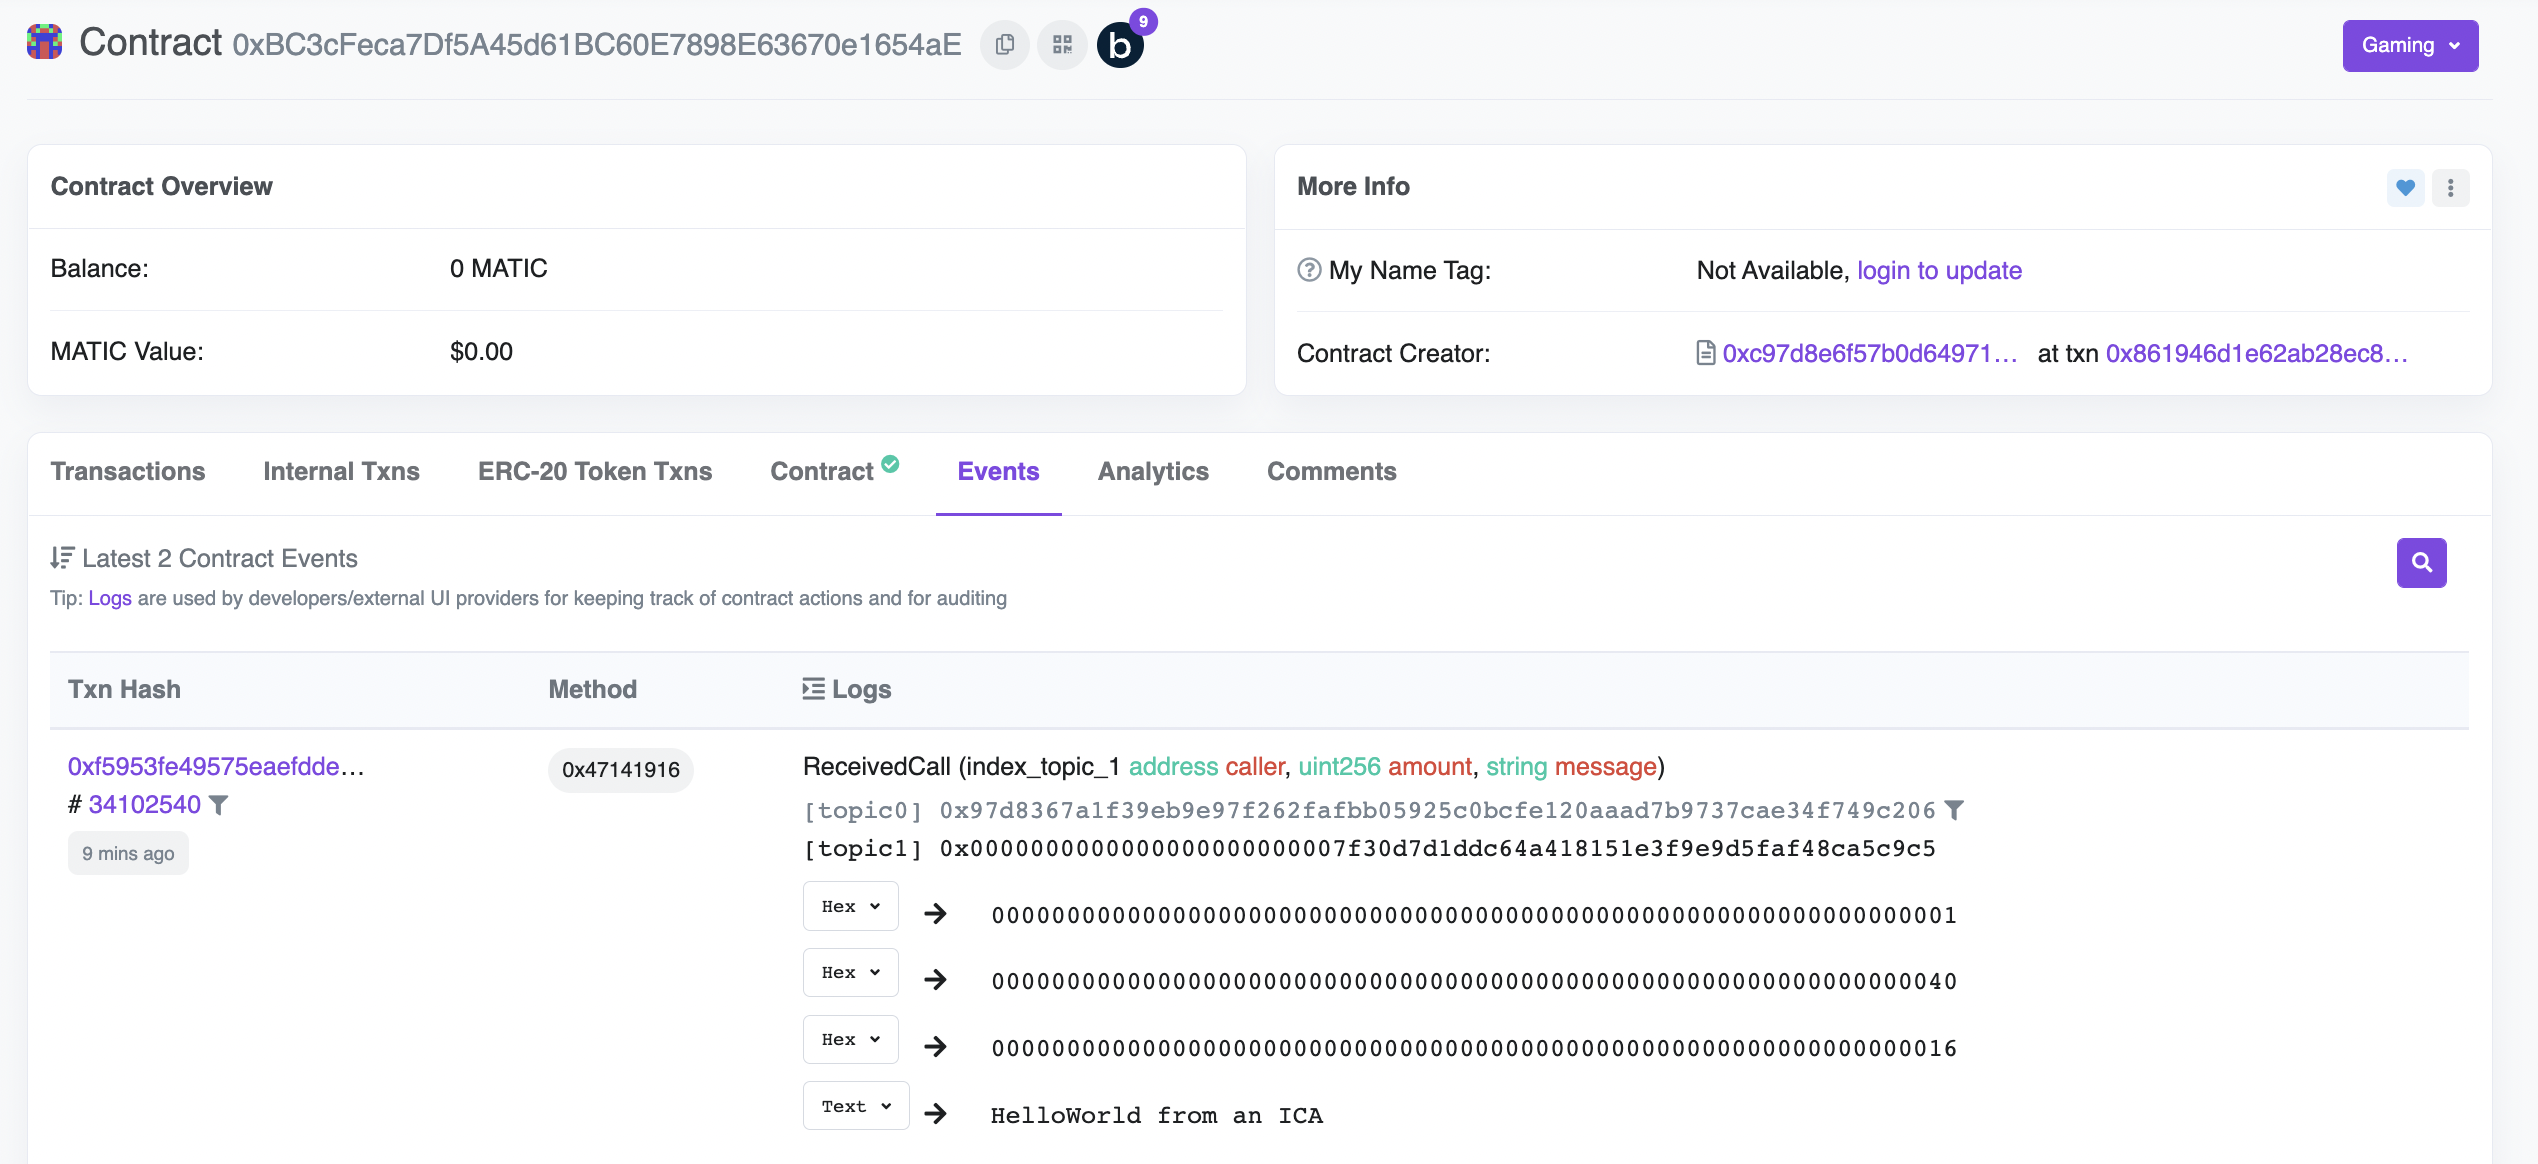 Contract 0xBC3cFeca7Df5A45d61BC60E7898E63670e1654aE b 9
Gaming
Contract Overview
Balance: 0 MATIC
MATIC Value: $0.00
More Info
My Name Tag: Not Available, login to update
Contract Creator: 0xc97d8e6f57b0d64971... at txn 0x861946d1e62ab28ec8...
Transactions Internal Txns ERC-20 Token Txns Contract Events Analytics Comments
Latest 2 Contract Events
Tip: Logs are used by developers/external UI providers for keeping track of contract actions and for auditing
Txn Hash Method Logs
0xf5953fe49575eaefdde... 0x47141916 ReceivedCall (index_topic_1 address caller, uint256 amount, string message)
# 34102540
9 mins ago
[topic0] 0x97d8367a1f39eb9e97f262fafbb05925c0bcfe120aaad7b9737cae34f749c206
[topic1] 0x0000000000000000000000007f30d7d1ddc64a418151e3f9e9d5faf48ca5c9c5
Hex 0000000000000000000000000000000000000000000000000000000000000001
Hex 0000000000000000000000000000000000000000000000000000000000000040
Hex 0000000000000000000000000000000000000000000000000000000000000016
Text HelloWorld from an ICA